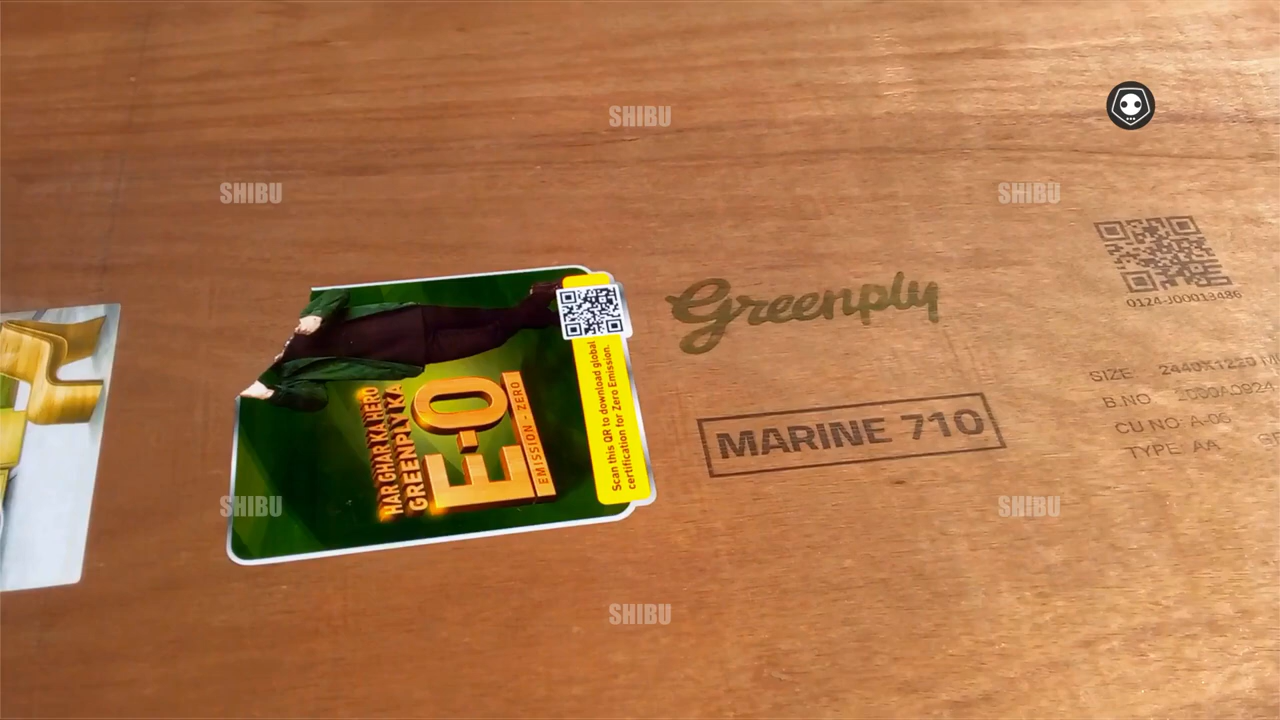 SHIBU
SHIBU
SHIBU
HAR GHAR KA HERO
GREENPLY KA
E-0
EMISSION - ZERO
Scan this QR to download global
certification for Zero Emission.
Greenply
MARINE 710
0124-J00013486
SIZE 2440X1220
B.NO
CU NO A-06
TYPE AA
SHIBU
SHIBU
SHIBU